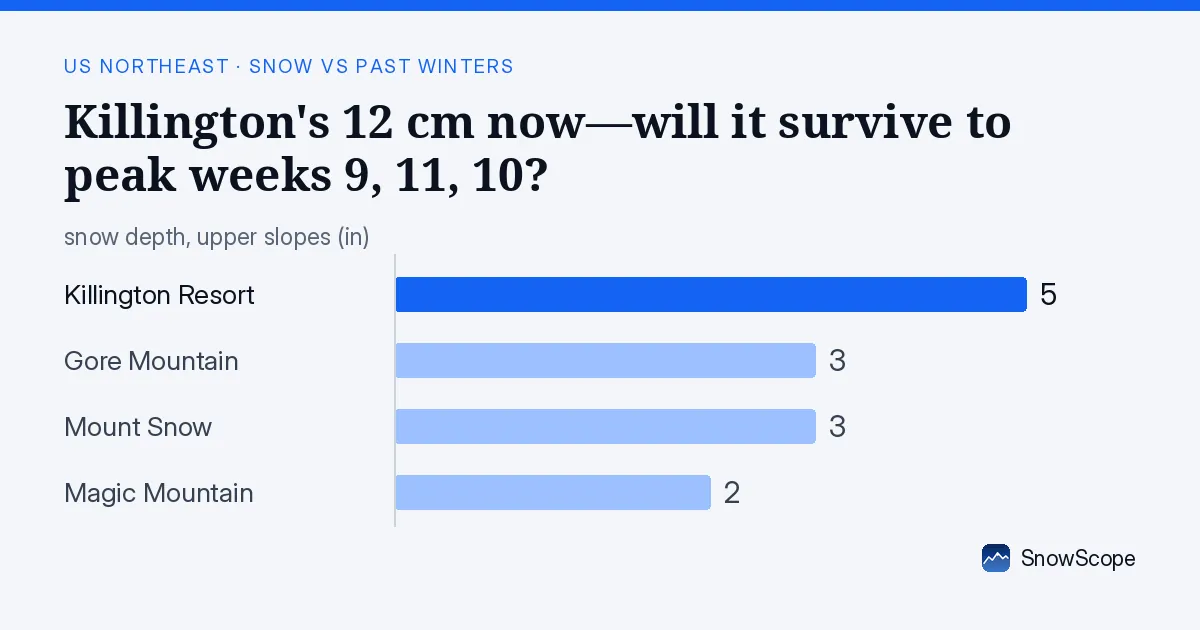 US NORTHEAST · SNOW VS PAST WINTERS
Killington's 12 cm now—will it survive to
peak weeks 9, 11, 10?
snow depth, upper slopes (in)
Killington Resort 5
Gore Mountain 3
Mount Snow 3
Magic Mountain 2
SnowScope